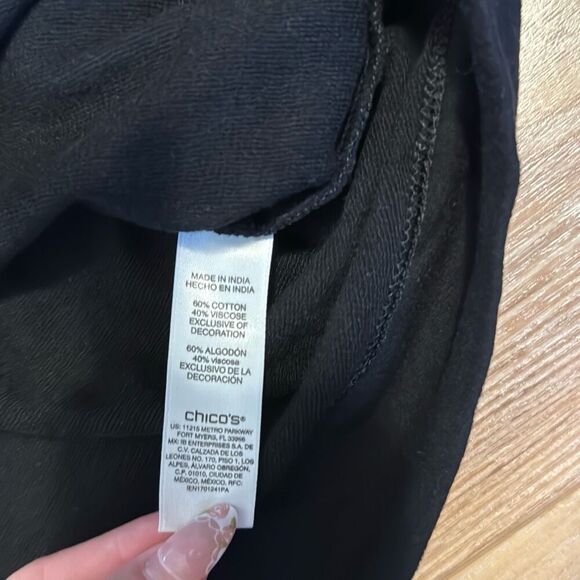 MADE IN INDIA
HECHO EN INDIA
60% COTTON
40% VISCOSE
EXCLUSIVE OF
DECORATION
60% ALGODÓN
40% viscosa
EXCLUSIVO DE LA
DECORACIÓN
chico's®
US: 11215 METRO PARKWAY
FORT MYERS, FL 33966
MX: IB ENTERPRISES S.A. DE
C.V. CALZADA DE LOS
LEONES NO. 170, PISO 1, LOS
ALPES, ÁLVARO OBREGÓN,
C.P. 01010, CIUDAD DE
MÉXICO, MÉXICO, RFC:
IEN1701241PA